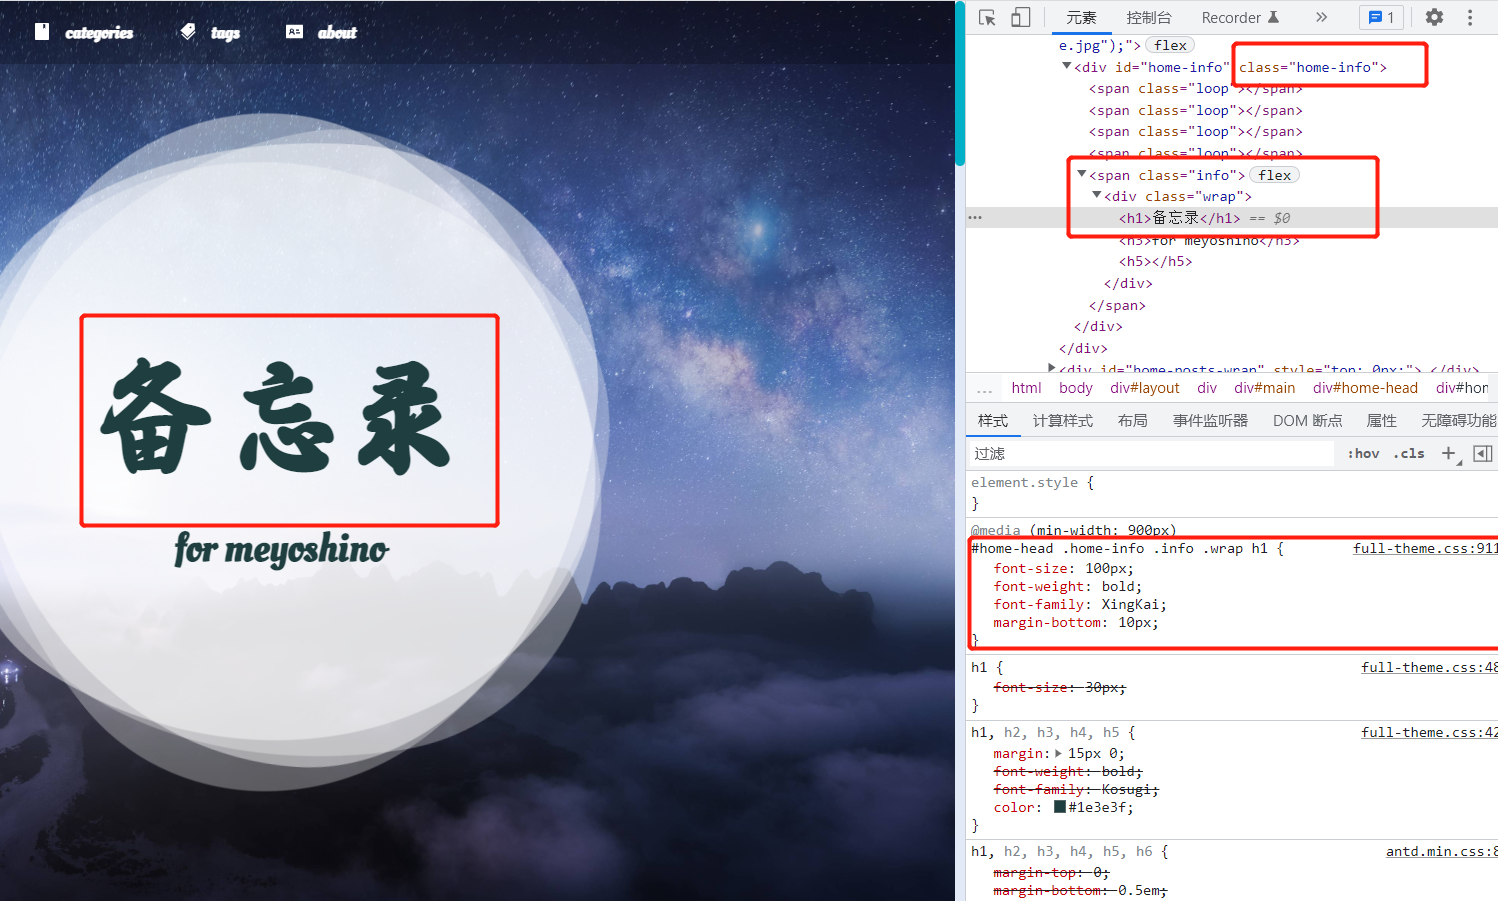 categories
tags
about
备忘录
for meyoshino
元素
控制台
Recorder
»
1
e.jpg");"> flex
<div id="home-info" class="home-info">
<span class="loop"></span>
<span class="loop"></span>
<span class="loop"></span>
<span class="loop"></span>
<span class="info"> flex
<div class="wrap">
... <h1>备忘录</h1> == $0
<h3>for meyoshino</h3>
<h5></h5>
</div>
</span>
</div>
</div>
<div id="home-posts-wrap" style="top: 0px;"> </div>
... html body div#layout div div#main div#home-head div#hon
样式 计算样式 布局 事件监听器 DOM 断点 属性 无障碍功能
过滤
:hov .cls +
element.style {
}
@media (min-width: 900px)
#home-head .home-info .info .wrap h1 { full-theme.css:911
font-size: 100px;
font-weight: bold;
font-family: XingKai;
margin-bottom: 10px;
}
h1 { full-theme.css:48
font-size: 30px;
}
h1, h2, h3, h4, h5 { full-theme.css:42
margin: 15px 0;
font-weight: bold;
font-family: Kosugi;
color: #1e3e3f;
}
h1, h2, h3, h4, h5, h6 { antd.min.css:8
margin-top: 0;
margin-bottom: 0.5em;